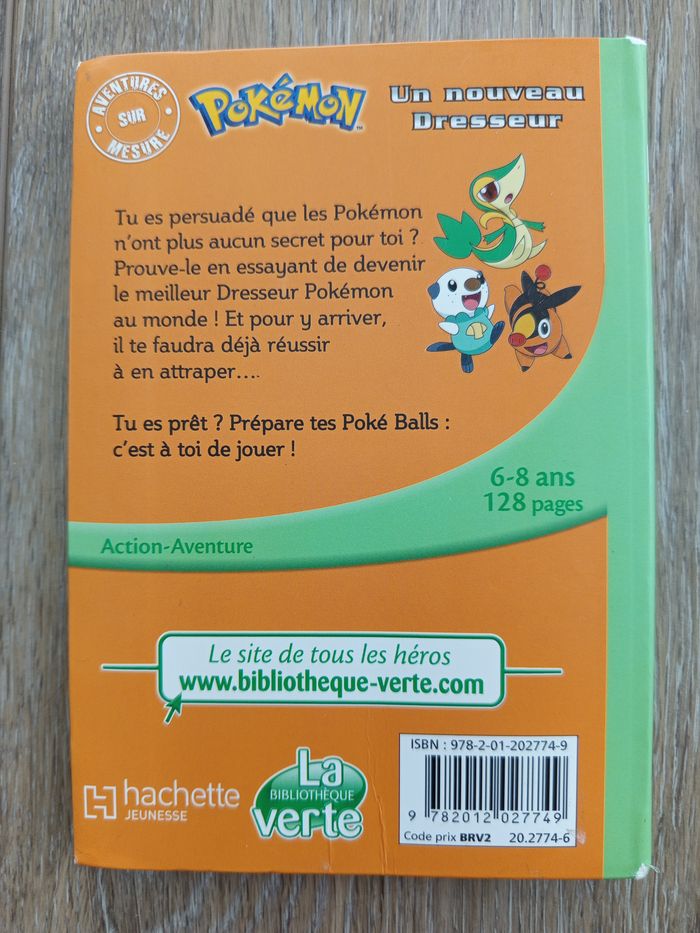 AVENTURES
SUR
MESURE
POKéMON™
Un nouveau
Dresseur
Tu es persuadé que les Pokémon
n'ont plus aucun secret pour toi ?
Prouve-le en essayant de devenir
le meilleur Dresseur Pokémon
au monde ! Et pour y arriver,
il te faudra déjà réussir
à en attraper....
Tu es prêt ? Prépare tes Poké Balls :
c'est à toi de jouer !
6-8 ans
128 pages
Action-Aventure
Le site de tous les héros
www.bibliotheque-verte.com
hachette
JEUNESSE
La
BIBLIOTHÈQUE
verte
ISBN : 978-2-01-202774-9
9 782012 027749
Code prix BRV2 20.2774-6